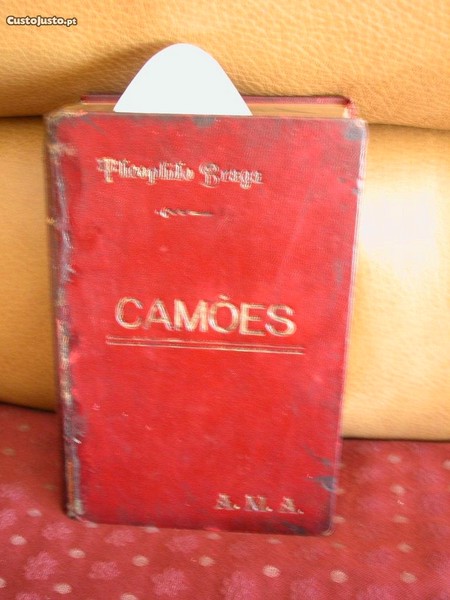 CustoJusto.pt
Theophilo Braga
CAMÕES
A. N. A.